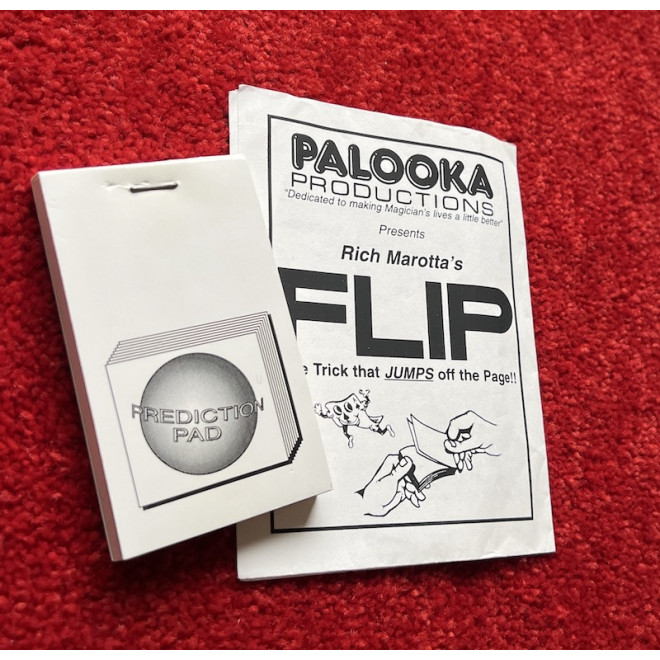 PREDICTION
PAD
PALOOKA
PRODUCTIONS
"Dedicated to making Magician's lives a little better"
Presents
Rich Marotta's
FLIP
e Trick that JUMPS off the Page!!